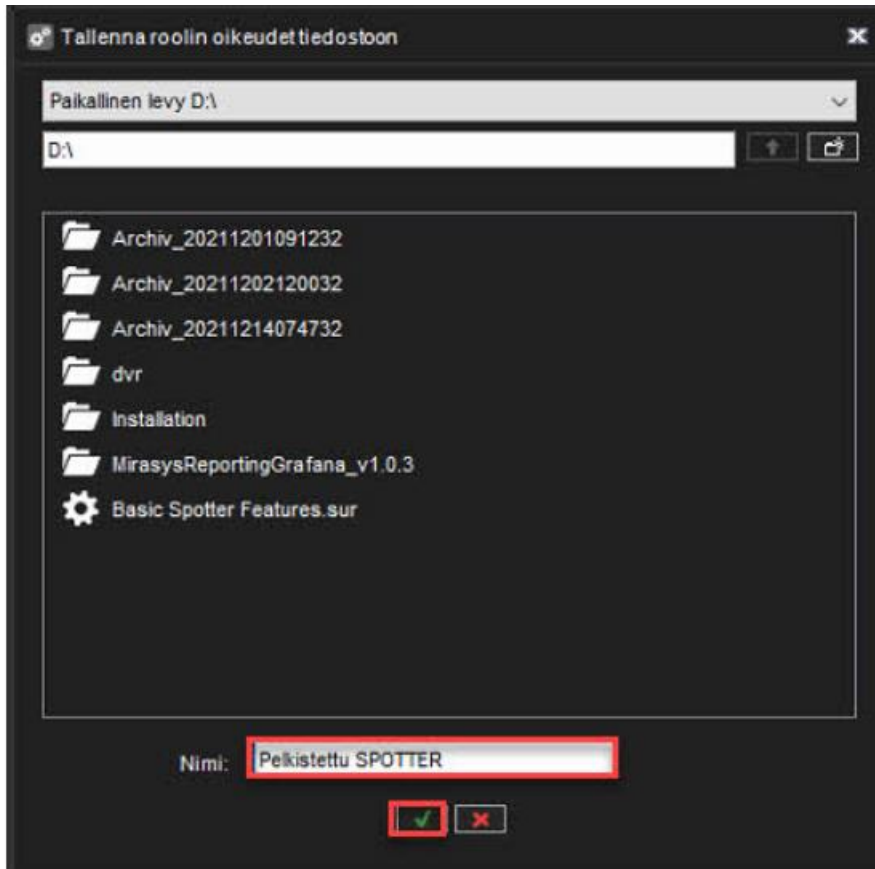 Tallenna roolin oikeudet tiedostoon
Paikallinen levy D:\
D:\
Archiv_20211201091232
Archiv_20211202120032
Archiv_20211214074732
dvr
Installation
MirasysReportingGrafana_v1.0.3
Basic Spotter Features.sur
Nimi: Pelkistettu SPOTTER